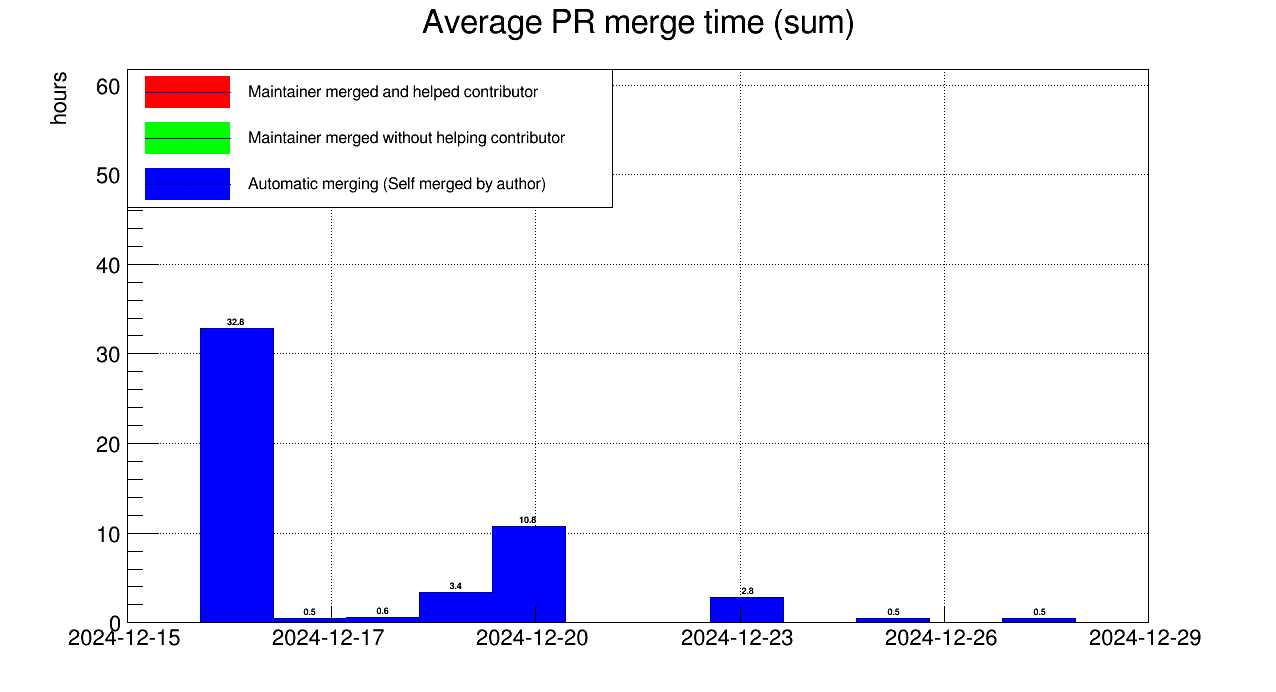 Average PR merge time (sum)
hours
Maintainer merged and helped contributor
Maintainer merged without helping contributor
Automatic merging (Self merged by author)
60
50
40
30
20
10
0
32.8
0.5
0.6
3.4
10.8
2.8
0.5
0.5
2024-12-15 2024-12-17 2024-12-20 2024-12-23 2024-12-26 2024-12-29